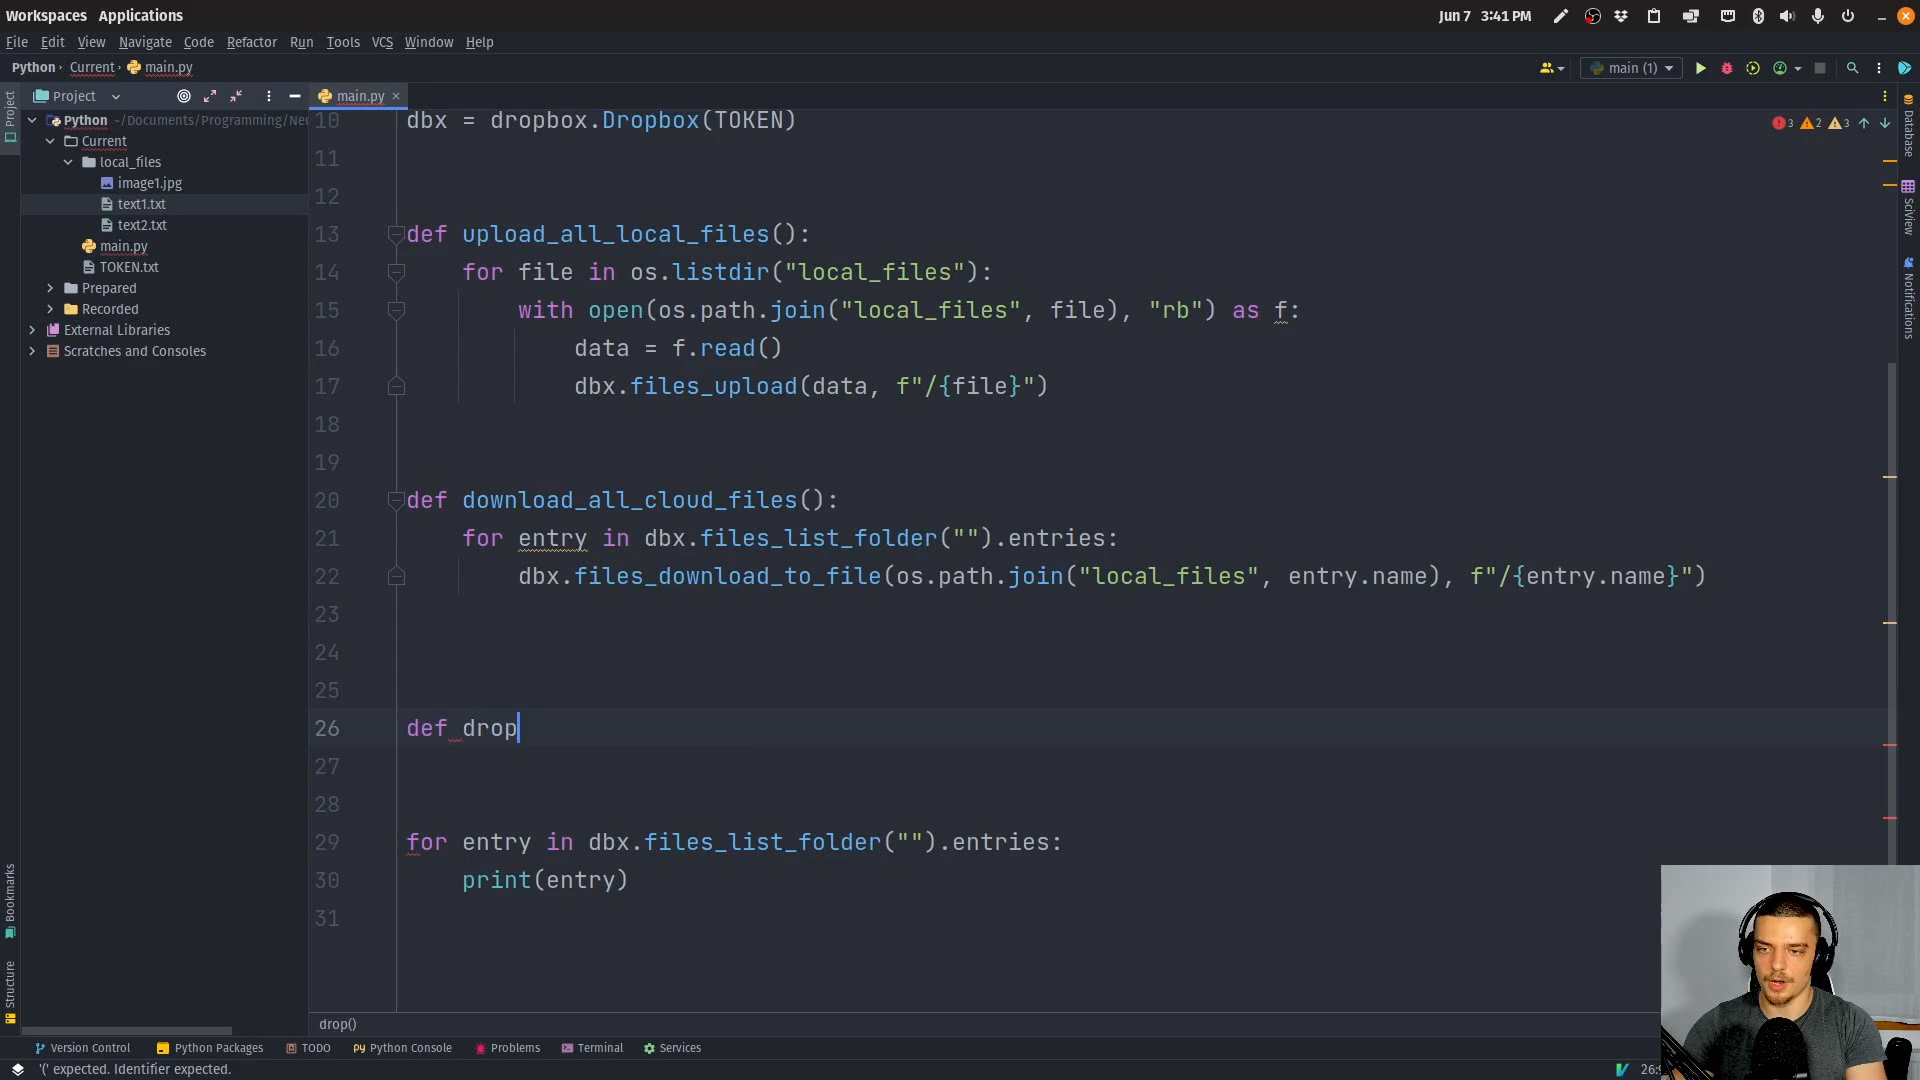 Workspaces Applications
Jun 7 3:41 PM
File Edit View Navigate Code Refactor Run Tools VCS Window Help
Python Current main.py
main (1)
Project
main.py
Python ~/Documents/Programming/Neu
Current
local_files
image1.jpg
text1.txt
text2.txt
main.py
TOKEN.txt
Prepared
Recorded
External Libraries
Scratches and Consoles
Project
Bookmarks
Structure
3 2 3
10 dbx = dropbox.Dropbox(TOKEN)
11
12
13 def upload_all_local_files():
14 for file in os.listdir("local_files"):
15 with open(os.path.join("local_files", file), "rb") as f:
16 data = f.read()
17 dbx.files_upload(data, f"/{file}")
18
19
20 def download_all_cloud_files():
21 for entry in dbx.files_list_folder("").entries:
22 dbx.files_download_to_file(os.path.join("local_files", entry.name), f"/{entry.name}")
23
24
25
26 def drop
27
28
29 for entry in dbx.files_list_folder("").entries:
30 print(entry)
31
Database
SciView
Notifications
drop()
Version Control Python Packages TODO Python Console Problems Terminal Services
'(' expected. Identifier expected.